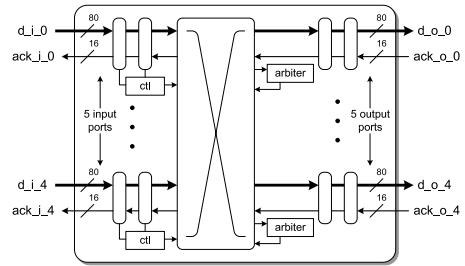 80 80
d_i_0 d_o_0
16 16
ack_i_0 ack_o_0
arbiter
ctl
5 input ports
5 output ports
80 80
d_i_4 d_o_4
16 16
ack_i_4 ack_o_4
arbiter
ctl